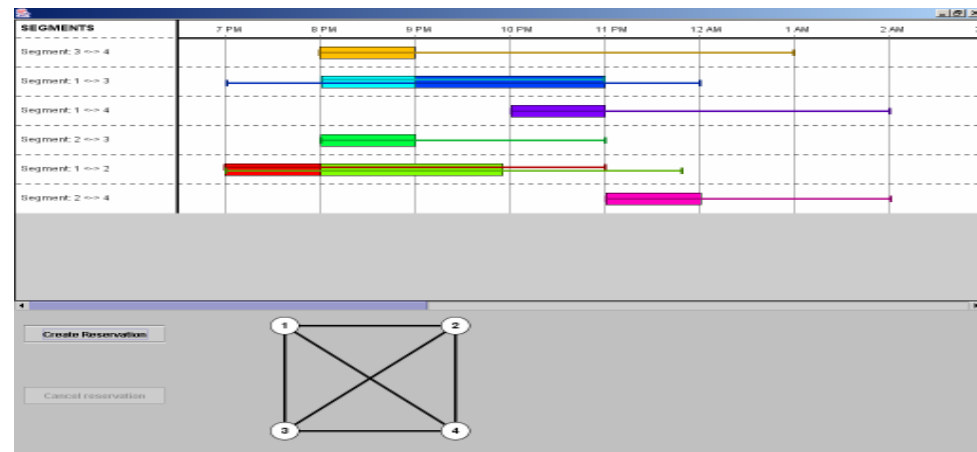 SEGMENTS 7 PM 8 PM 9 PM 10 PM 11 PM 12 AM 1 AM 2 AM
Segment: 3 <-> 4
Segment: 1 <-> 3
Segment: 1 <-> 4
Segment: 2 <-> 3
Segment: 1 <-> 2
Segment: 2 <-> 4
1 2
Create Reservation
Cancel reservation
3 4